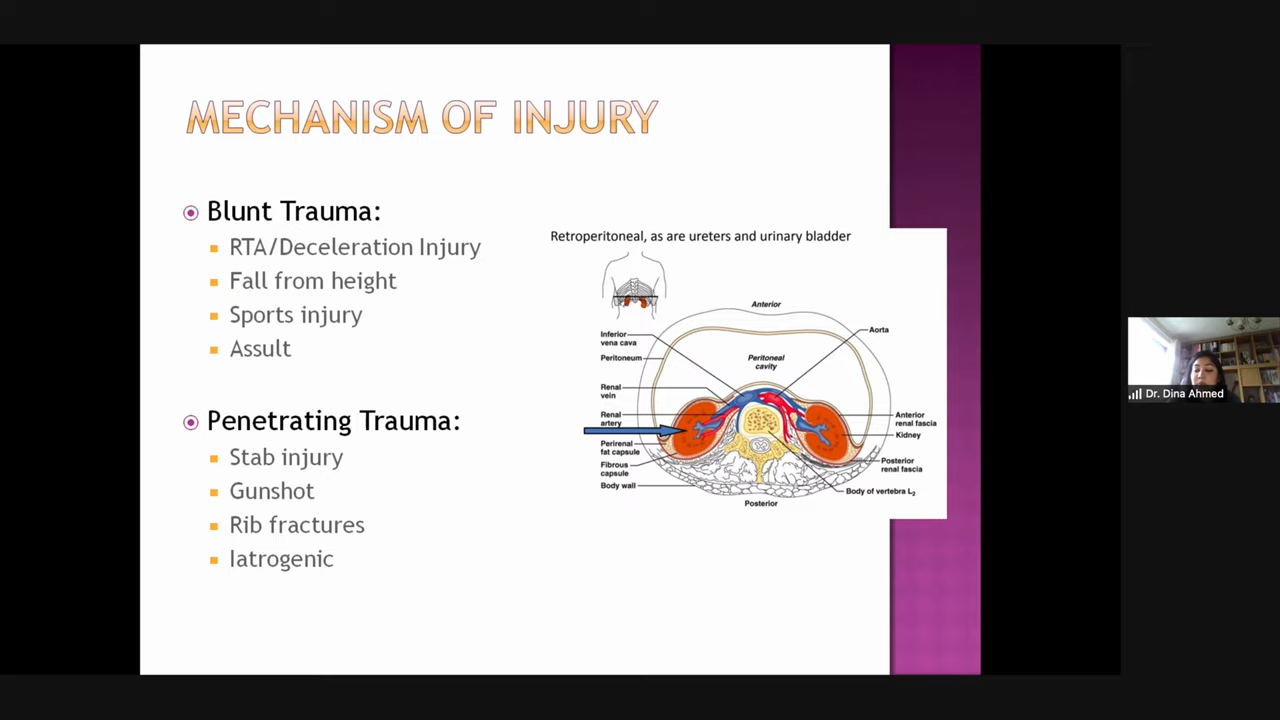 MECHANISM OF INJURY
Blunt Trauma:
RTA/Deceleration Injury
Fall from height
Sports injury
Assult
Penetrating Trauma:
Stab injury
Gunshot
Rib fractures
Iatrogenic
Retroperitoneal, as are ureters and urinary bladder
Anterior
Inferior
vena cava
Peritoneum
Renal
vein
Renal
artery
Perirenal
fat capsule
Fibrous
capsule
Body wall
Peritoneal
cavity
Aorta
Anterior
renal fascia
Kidney
Posterior
renal fascia
Body of vertebra L2
Posterior
Dr. Dina Ahmed